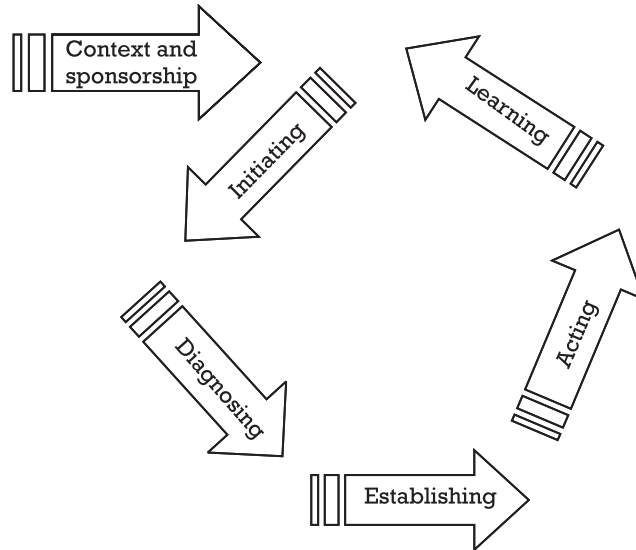 Context and
sponsorship
Initiating
Diagnosing
Establishing
Acting
Learning